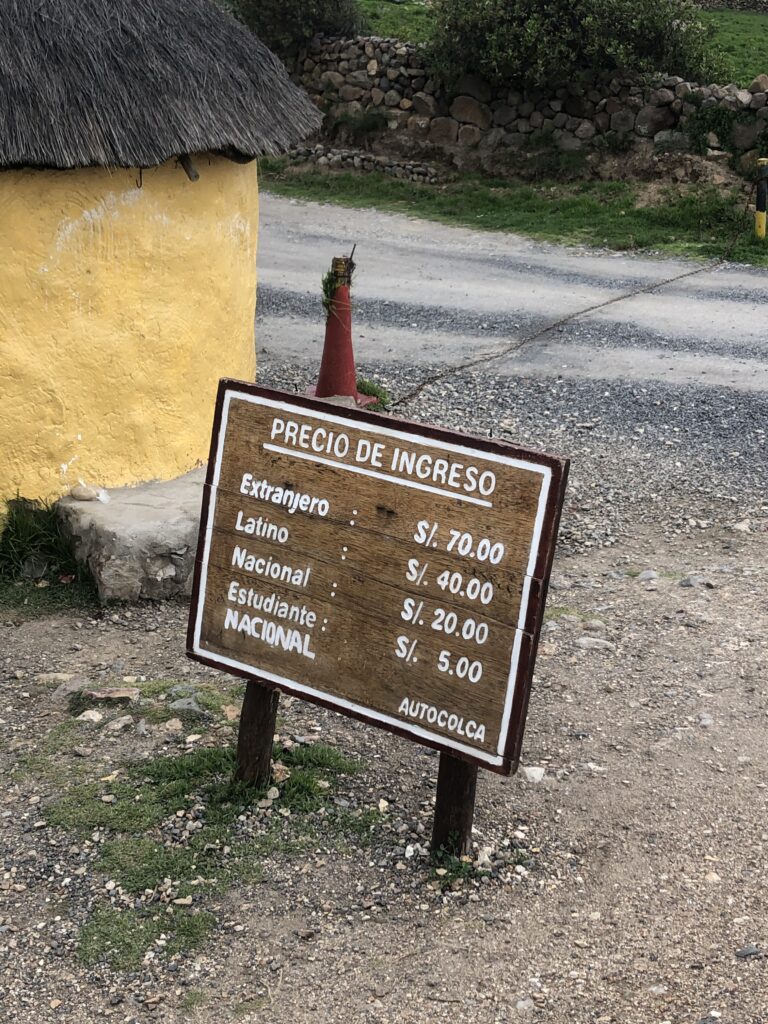 PRECIO DE INGRESO
Extranjero : S/. 70.00
Latino : S/. 40.00
Nacional : S/. 20.00
Estudiante : S/. 5.00
NACIONAL
AUTOCOLCA